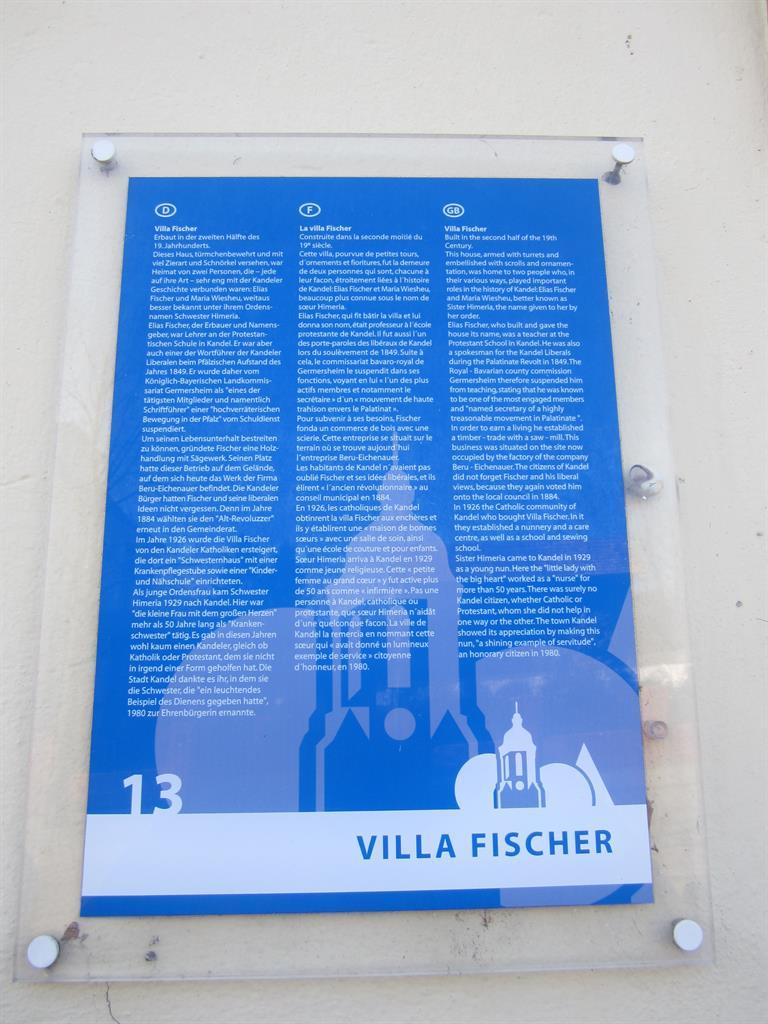 D
Villa Fischer
Erbaut in der zweiten Hälfte des
19. Jahrhunderts.
Dieses Haus, türmchenbewehrt und mit
viel Zierart und Schnörkel versehen, war
Heimat von zwei Personen, die – jede
auf ihre Art – sehr eng mit der Kandeler
Geschichte verbunden waren: Elias
Fischer und Maria Wiesheu, weitaus
besser bekannt unter ihrem Ordens-
namen Schwester Himeria.
Elias Fischer, der Erbauer und Namens-
geber, war Lehrer an der Protestan-
tischen Schule in Kandel. Er war aber
auch einer der Wortführer der Kandeler
Liberalen beim Pfälzischen Aufstand des
Jahres 1849. Er wurde daher vom
Königlich-Bayerischen Landkommis-
sariat Germersheim als "eines der
tätigsten Mitglieder und namentlich
Schriftführer" einer "hochverräterischen
Bewegung in der Pfalz" vom Schuldienst
suspendiert.
Um seinen Lebensunterhalt bestreiten
zu können, gründete Fischer eine Holz-
handlung mit Sägewerk. Seinen Platz
hatte dieser Betrieb auf dem Gelände,
auf dem sich heute das Werk der Firma
Beru-Eichenauer befindet. Die Kandeler
Bürger hatten Fischer und seine liberalen
Ideen nicht vergessen. Denn im Jahre
1884 wählten sie den "Alt-Revoluzzer"
erneut in den Gemeinderat.
Im Jahre 1926 wurde die Villa Fischer
von den Kandeler Katholiken ersteigert,
die dort ein "Schwesternhaus" mit einer
Krankenpflegestube sowie einer "Kinder-
und Nähschule" einrichteten.
Als junge Ordensfrau kam Schwester
Himeria 1929 nach Kandel. Hier war
"die kleine Frau mit dem großen Herzen"
mehr als 50 Jahre lang als "Kranken-
schwester" tätig. Es gab in diesen Jahren
wohl kaum einen Kandeler, gleich ob
Katholik oder Protestant, dem sie nicht
in irgend einer Form geholfen hat. Die
Stadt Kandel dankte es ihr, in dem sie
die Schwester, die "ein leuchtendes
Beispiel des Dienens gegeben hatte",
1980 zur Ehrenbürgerin ernannte.
F
La villa Fischer
Construite dans la seconde moitié du
19e siècle.
Cette villa, pourvue de petites tours,
d´ornements et fioritures, fut la demeure
de deux personnes qui sont, chacune à
leur facon, étroitement liées à l´histoire
de Kandel: Elias Fischer et Maria Wiesheu,
beaucoup plus connue sous le nom de
sœur Himeria.
Elias Fischer, qui fit bâtir la villa et lui
donna son nom, était professeur à l´école
protestante de Kandel. Il fut aussi l´un
des porte-paroles des libéraux de Kandel
lors du soulèvement de 1849. Suite à
cela, le commissariat bavaro-royal de
Germersheim le suspendit dans ses
fonctions, voyant en lui « l´un des plus
actifs membres et notamment le
secrétaire » d´un « mouvement de haute
trahison envers le Palatinat ».
Pour subvenir à ses besoins, Fischer
fonda un commerce de bois avec une
scierie. Cette entreprise se situait sur le
terrain où se trouve aujourd´hui
l´entreprise Beru-Eichenauer.
Les habitants de Kandel n´avaient pas
oublié Fischer et ses idées libérales, et ils
élirent « l´ancien révolutionnaire » au
conseil municipal en 1884.
En 1926, les catholiques de Kandel
obtinrent la villa Fischer aux enchères et
ils y établirent une « maison de bonnes
sœurs » avec une salle de soin, ainsi
qu´une école de couture et pour enfants.
Sœur Himeria arriva à Kandel en 1929
comme jeune religieuse. Cette « petite
femme au grand cœur » y fut active plus
de 50 ans comme « infirmière ». Pas une
personne à Kandel, catholique ou
protestante, que sœur Himeria n´aidât
d´une quelconque facon. La ville de
Kandel la remercia en nommant cette
sœur qui « avait donné un lumineux
exemple de service » citoyenne
d´honneur, en 1980.
GB
Villa Fischer
Built in the second half of the 19th
Century.
This house, armed with turrets and
embellished with scrolls and ornamen-
tation, was home to two people who, in
their various ways, played important
roles in the history of Kandel: Elias Fischer
and Maria Wiesheu, better known as
Sister Himeria, the name given to her by
her order.
Elias Fischer, who built and gave the
house its name, was a teacher at the
Protestant School in Kandel. He was also
a spokesman for the Kandel Liberals
during the Palatinate Revolt in 1849. The
Royal - Bavarian county commission
Germersheim therefore suspended him
from teaching, stating that he was known
to be one of the most engaged members
and "named secretary of a highly
treasonable movement in Palatinate".
In order to earn a living he established
a timber - trade with a saw - mill. This
business was situated on the site now
occupied by the factory of the company
Beru - Eichenauer. The citizens of Kandel
did not forget Fischer and his liberal
views, because they again voted him
onto the local council in 1884.
In 1926 the Catholic community of
Kandel who bought Villa Fischer. In it
they established a nunnery and a care
centre, as well as a school and sewing
school.
Sister Himeria came to Kandel in 1929
as a young nun. Here the "little lady with
the big heart" worked as a "nurse" for
more than 50 years. There was surely no
Kandel citizen, whether Catholic or
Protestant, whom she did not help in
one way or the other. The town Kandel
showed its appreciation by making this
nun, "a shining example of servitude",
an honorary citizen in 1980.
13
VILLA FISCHER